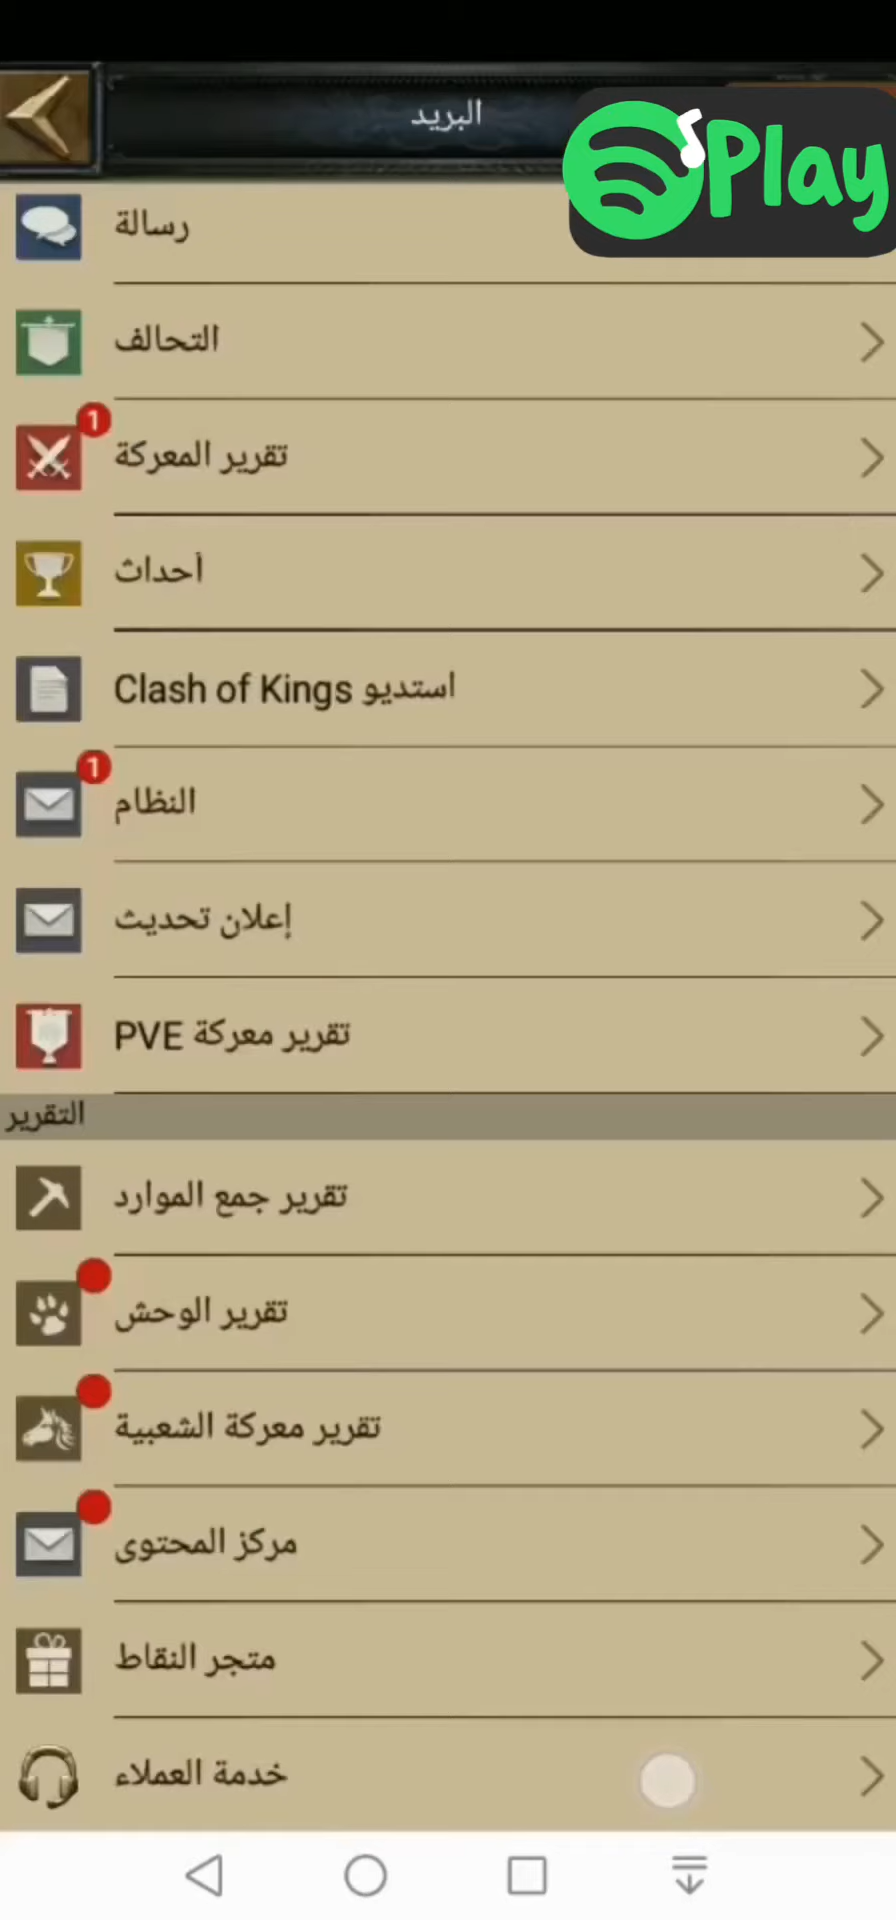 البريد
Play
رسالة
التحالف
1
تقرير المعركة
أحداث
استديو Clash of Kings
1
النظام
إعلان تحديث
تقرير معركة PVE
التقرير
تقرير جمع الموارد
تقرير الوحش
تقرير معركة الشعبية
مركز المحتوى
متجر النقاط
خدمة العملاء